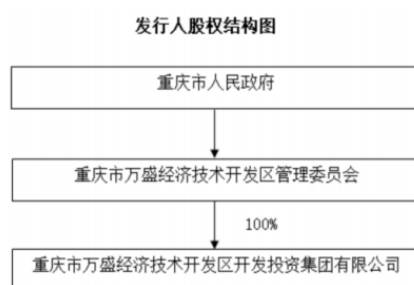 发行人股权结构图
重庆市人民政府
重庆市万盛经济技术开发区管理委员会
100%
重庆市万盛经济技术开发区开发投资集团有限公司